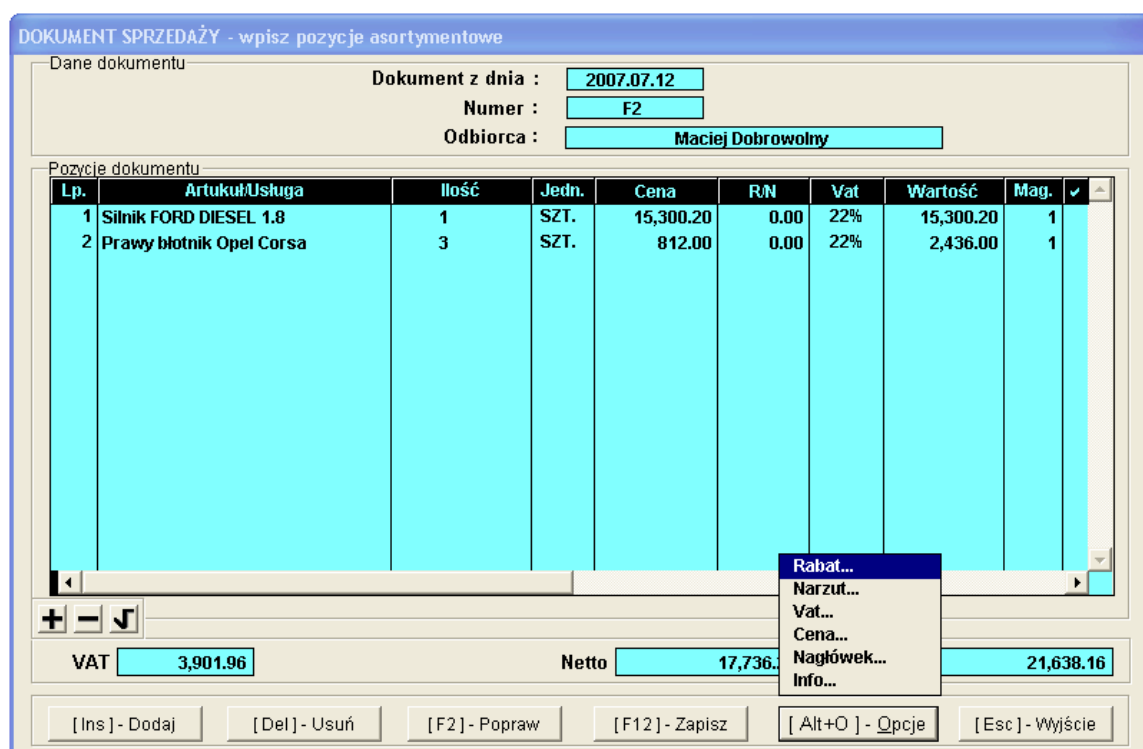 DOKUMENT SPRZEDAŻY - wpisz pozycje asortymentowe
Dane dokumentu
Dokument z dnia : 2007.07.12
Numer : F2
Odbiorca : Maciej Dobrowolny
Pozycje dokumentu
Lp. Artukuł/Usługa Ilość Jedn. Cena R/N Vat Wartość Mag.
1 Silnik FORD DIESEL 1.8 1 SZT. 15,300.20 0.00 22% 15,300.20 1
2 Prawy błotnik Opel Corsa 3 SZT. 812.00 0.00 22% 2,436.00 1
Rabat...
Narzut...
Vat...
Cena...
Nagłówek...
Info...
VAT 3,901.96 Netto 17,736. 21,638.16
[ Ins ] - Dodaj [ Del ] - Usuń [ F2 ] - Popraw [ F12 ] - Zapisz [ Alt+O ] - Opcje [ Esc ] - Wyjście